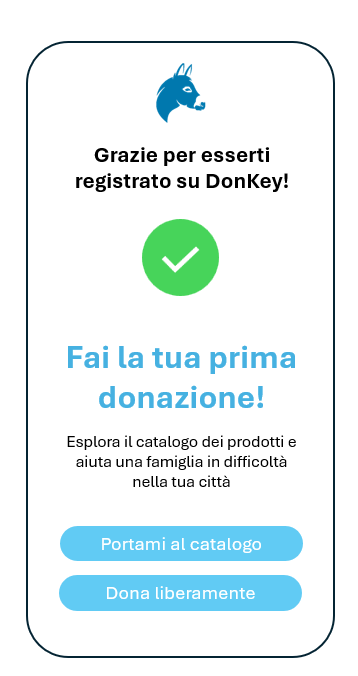 Grazie per esserti
registrato su DonKey!
Fai la tua prima
donazione!
Esplora il catalogo dei prodotti e
aiuta una famiglia in difficoltà
nella tua città
Portami al catalogo
Dona liberamente